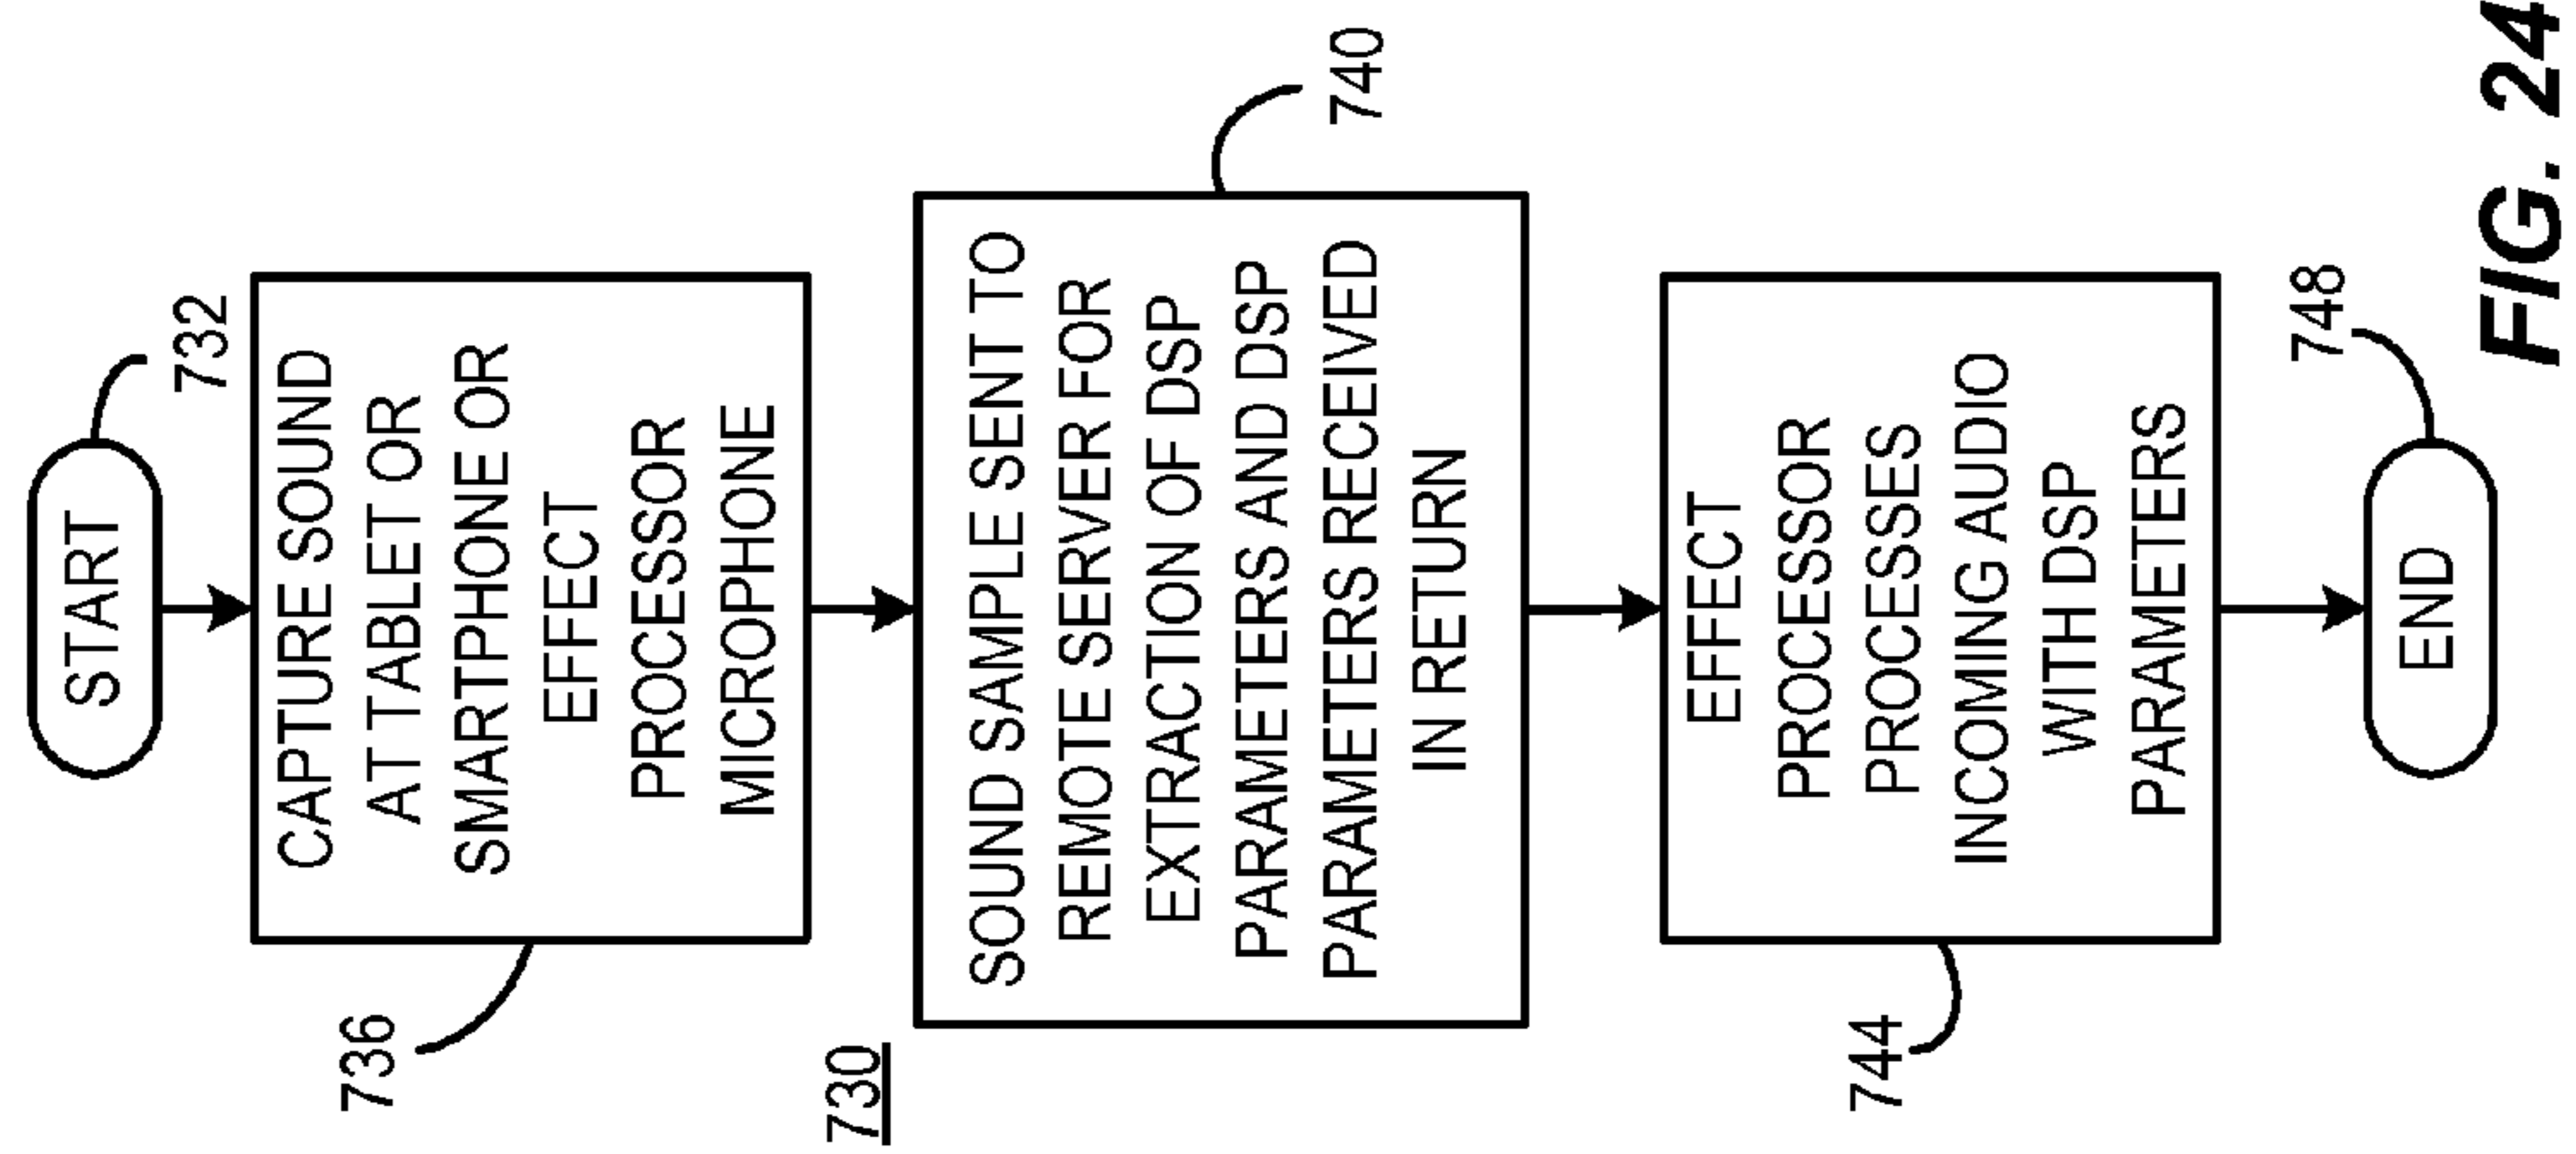 START
732
CAPTURE SOUND
AT TABLET OR
SMARTPHONE OR
EFFECT
PROCESSOR
MICROPHONE
736
730
SOUND SAMPLE SENT TO
REMOTE SERVER FOR
EXTRACTION OF DSP
PARAMETERS AND DSP
PARAMETERS RECEIVED
IN RETURN
740
EFFECT
PROCESSOR
PROCESSES
INCOMING AUDIO
WITH DSP
PARAMETERS
744
END
748
FIG. 24